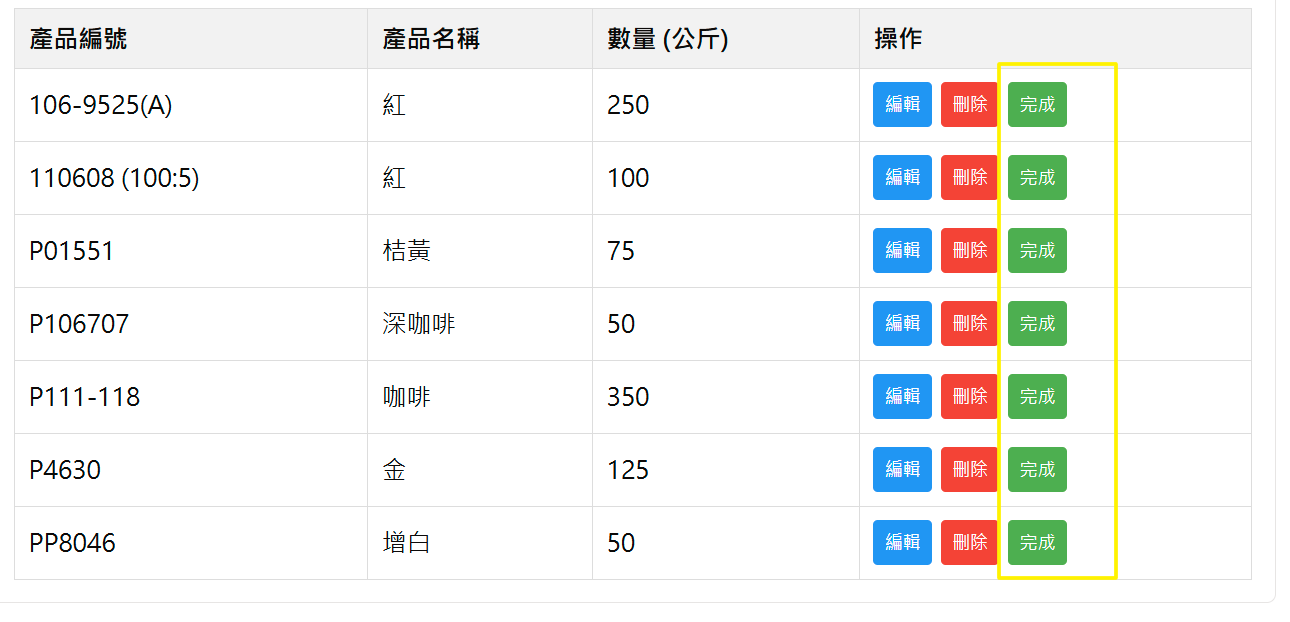 產品編號 產品名稱 數量 (公斤) 操作
106-9525(A) 紅 250 編輯 刪除 完成
110608 (100:5) 紅 100 編輯 刪除 完成
P01551 桔黃 75 編輯 刪除 完成
P106707 深咖啡 50 編輯 刪除 完成
P111-118 咖啡 350 編輯 刪除 完成
P4630 金 125 編輯 刪除 完成
PP8046 增白 50 編輯 刪除 完成